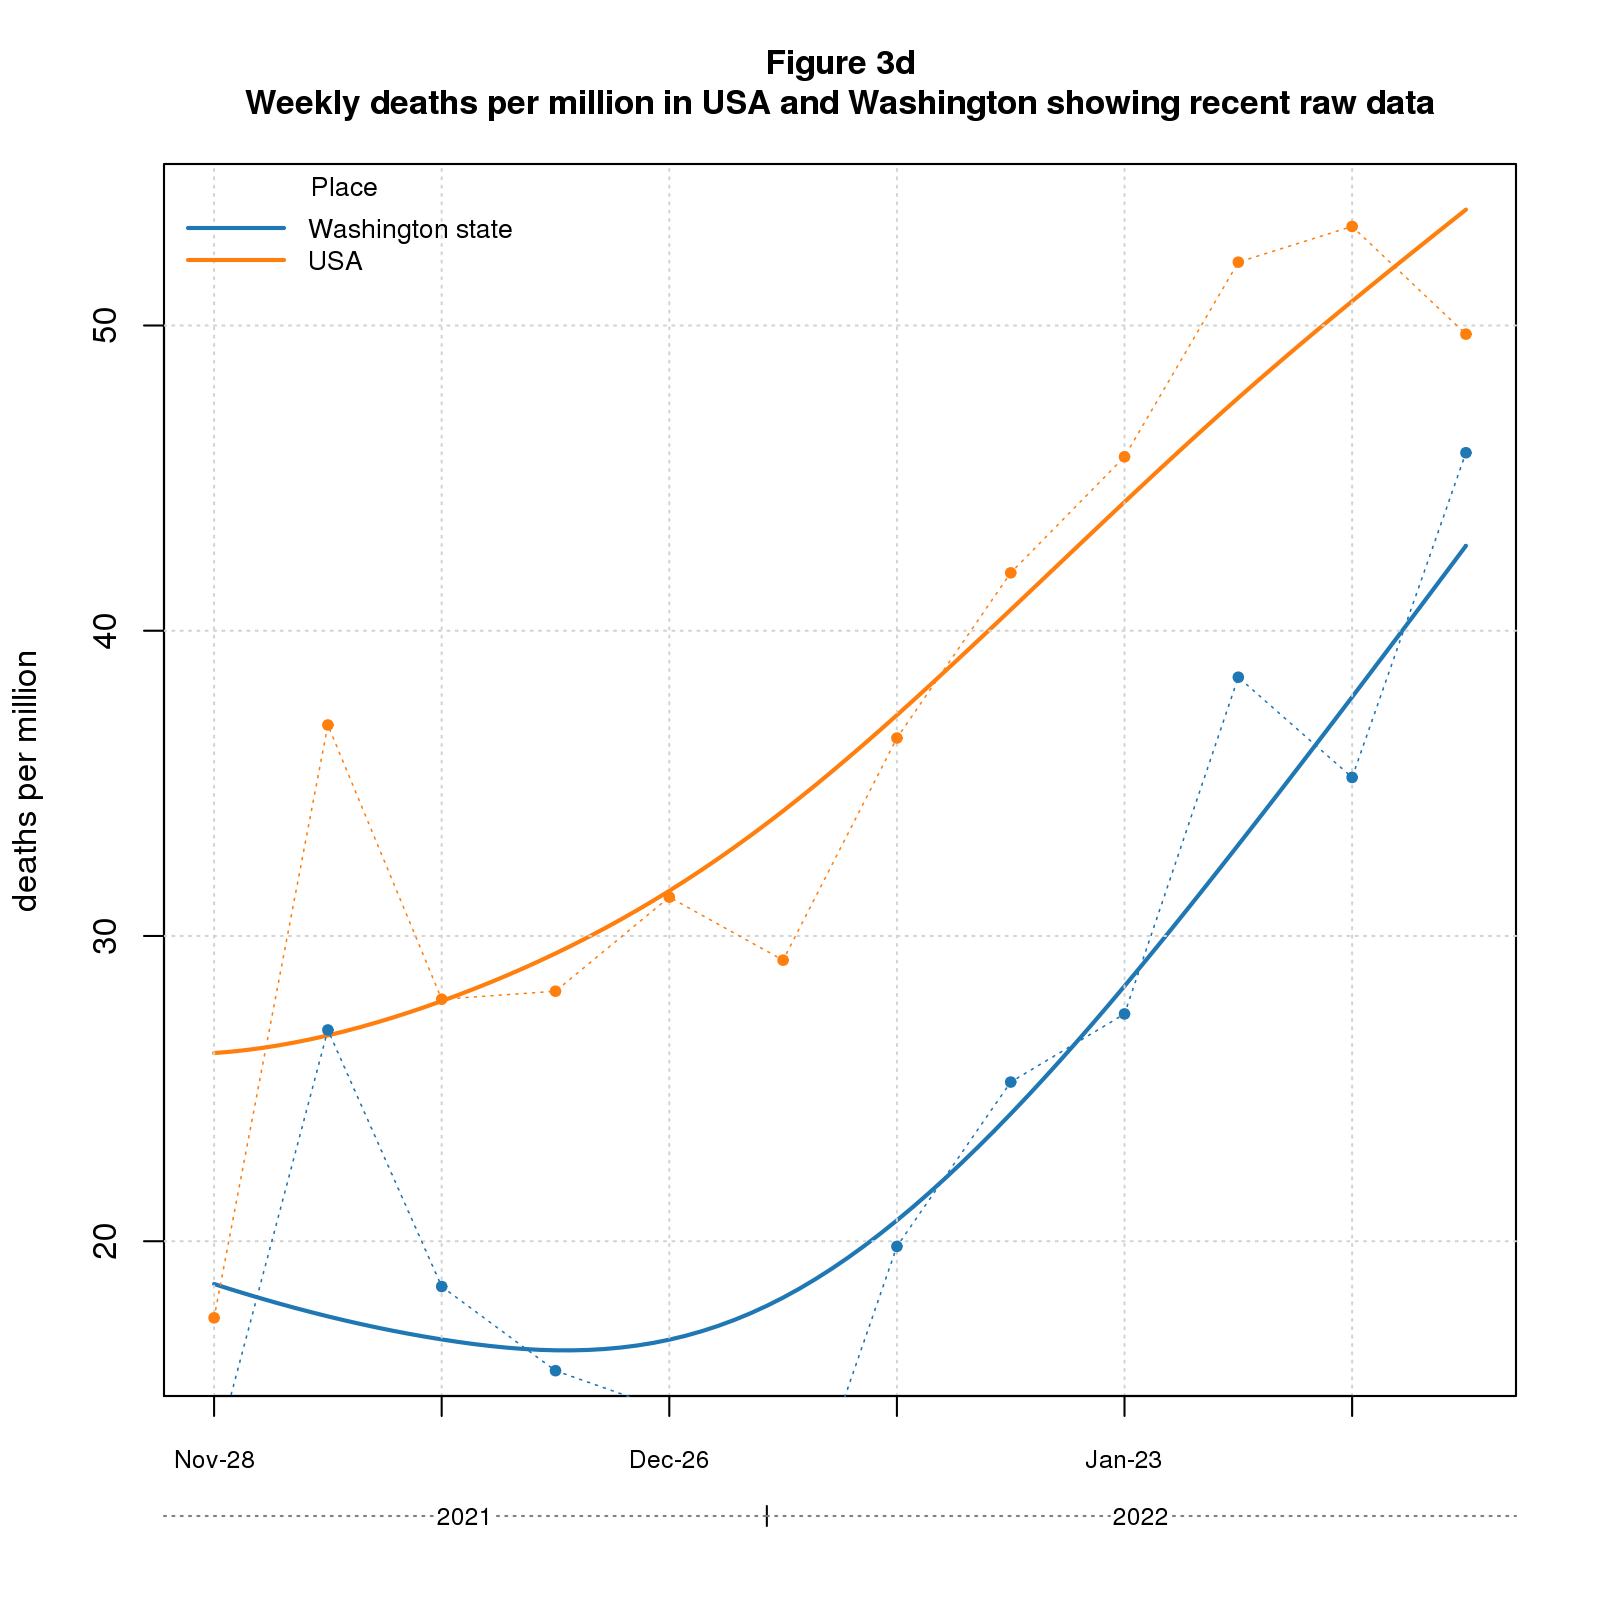 Figure 3d
Weekly deaths per million in USA and Washington showing recent raw data
Place
Washington state
USA
deaths per million
50
40
30
20
Nov-28
Dec-26
Jan-23
2021
2022